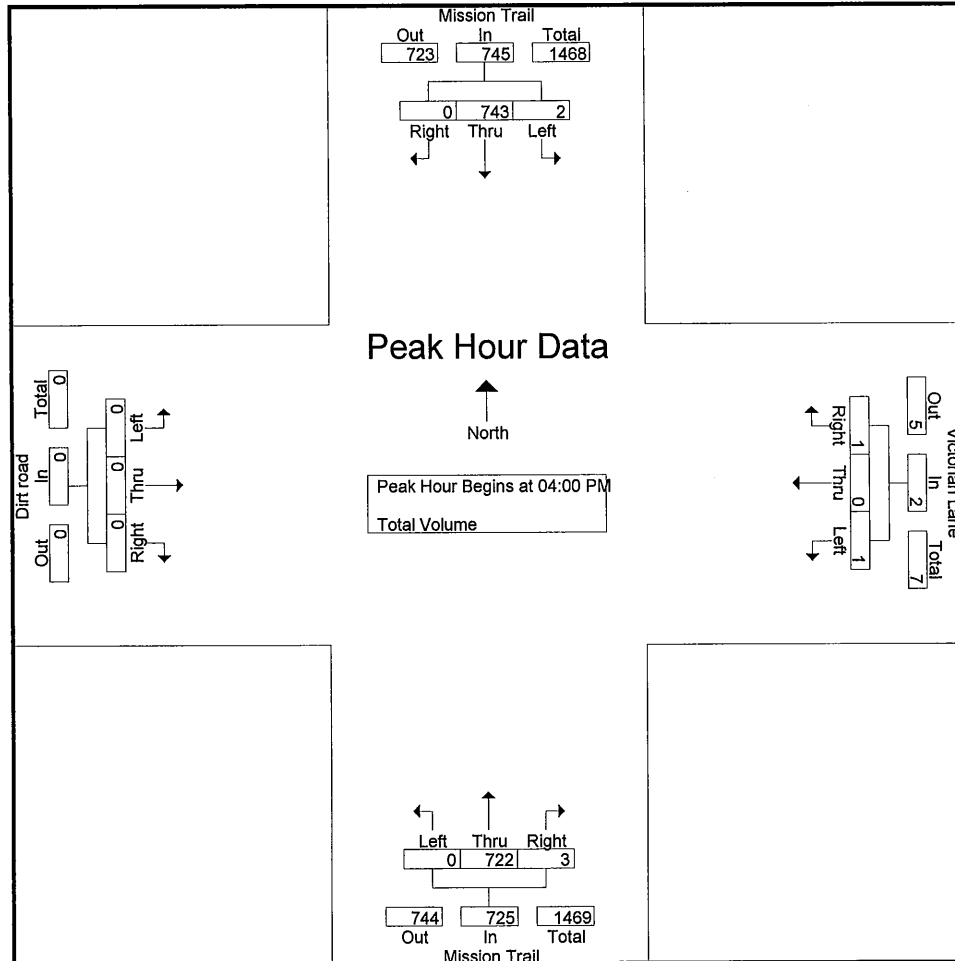 Mission Trail
Out In Total
723 745 1468
0 743 2
Right Thru Left
Peak Hour Data
North
Peak Hour Begins at 04:00 PM
Total Volume
Dirt road
Out In Total
0 0 0
Right Thru Left
0 0 0
Victorian Lane
Out In Total
5 2 7
Right Thru Left
1 0 1
Left Thru Right
0 722 3
744 725 1469
Out In Total
Mission Trail